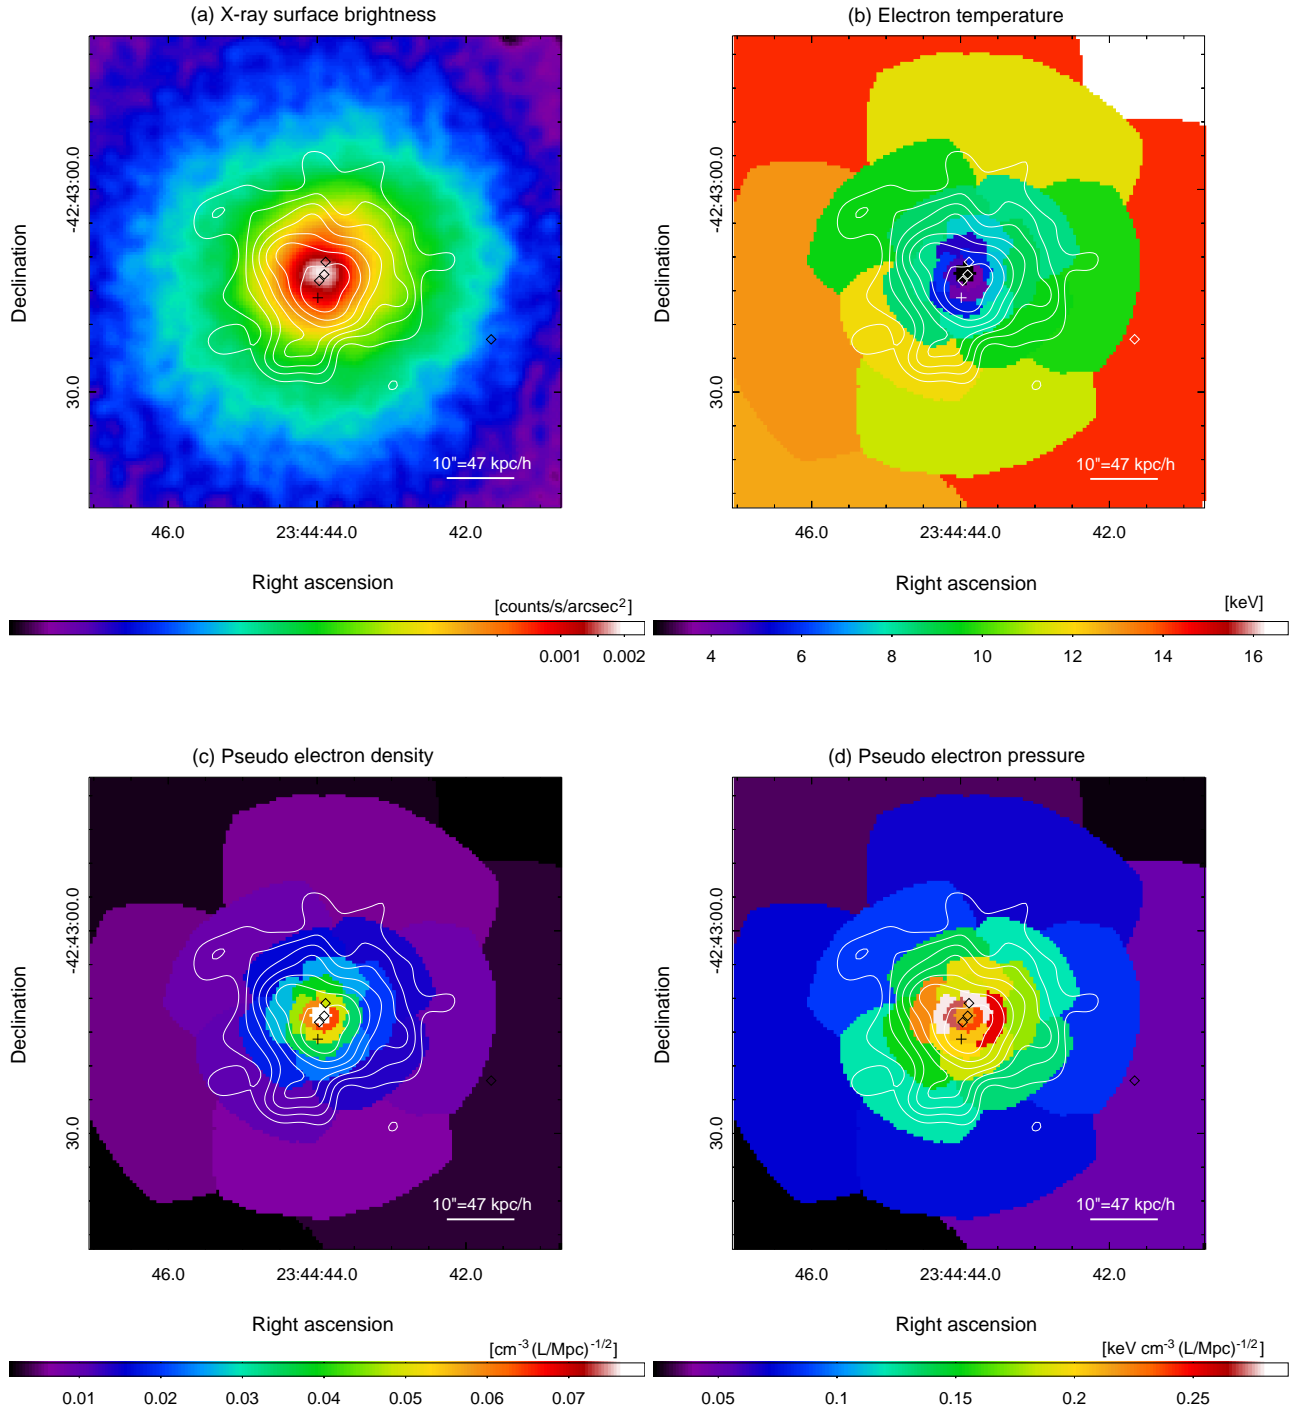 (a) X-ray surface brightness
Declination
-42:43:00.0
30.0
10"=47 kpc/h
46.0 23:44:44.0 42.0
Right ascension
[counts/s/arcsec²]
0.001 0.002
(b) Electron temperature
Declination
-42:43:00.0
30.0
10"=47 kpc/h
46.0 23:44:44.0 42.0
Right ascension
[keV]
4 6 8 10 12 14 16
(c) Pseudo electron density
Declination
-42:43:00.0
30.0
10"=47 kpc/h
46.0 23:44:44.0 42.0
Right ascension
[cm⁻³ (L/Mpc)⁻¹/²]
0.01 0.02 0.03 0.04 0.05 0.06 0.07
(d) Pseudo electron pressure
Declination
-42:43:00.0
30.0
10"=47 kpc/h
46.0 23:44:44.0 42.0
Right ascension
[keV cm⁻³ (L/Mpc)⁻¹/²]
0.05 0.1 0.15 0.2 0.25